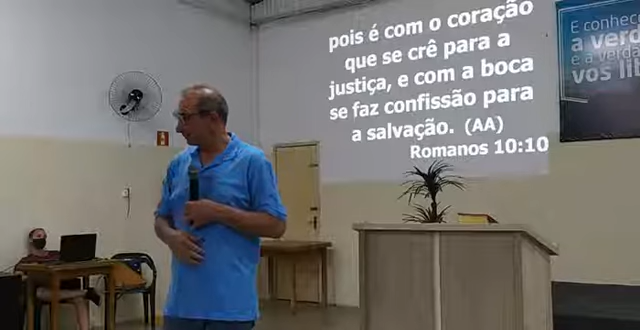 pois é com o coração
que se crê para a
justiça, e com a boca
se faz confissão para
a salvação. (AA)
Romanos 10:10
E conhec
a verd
e a verda
vos lib